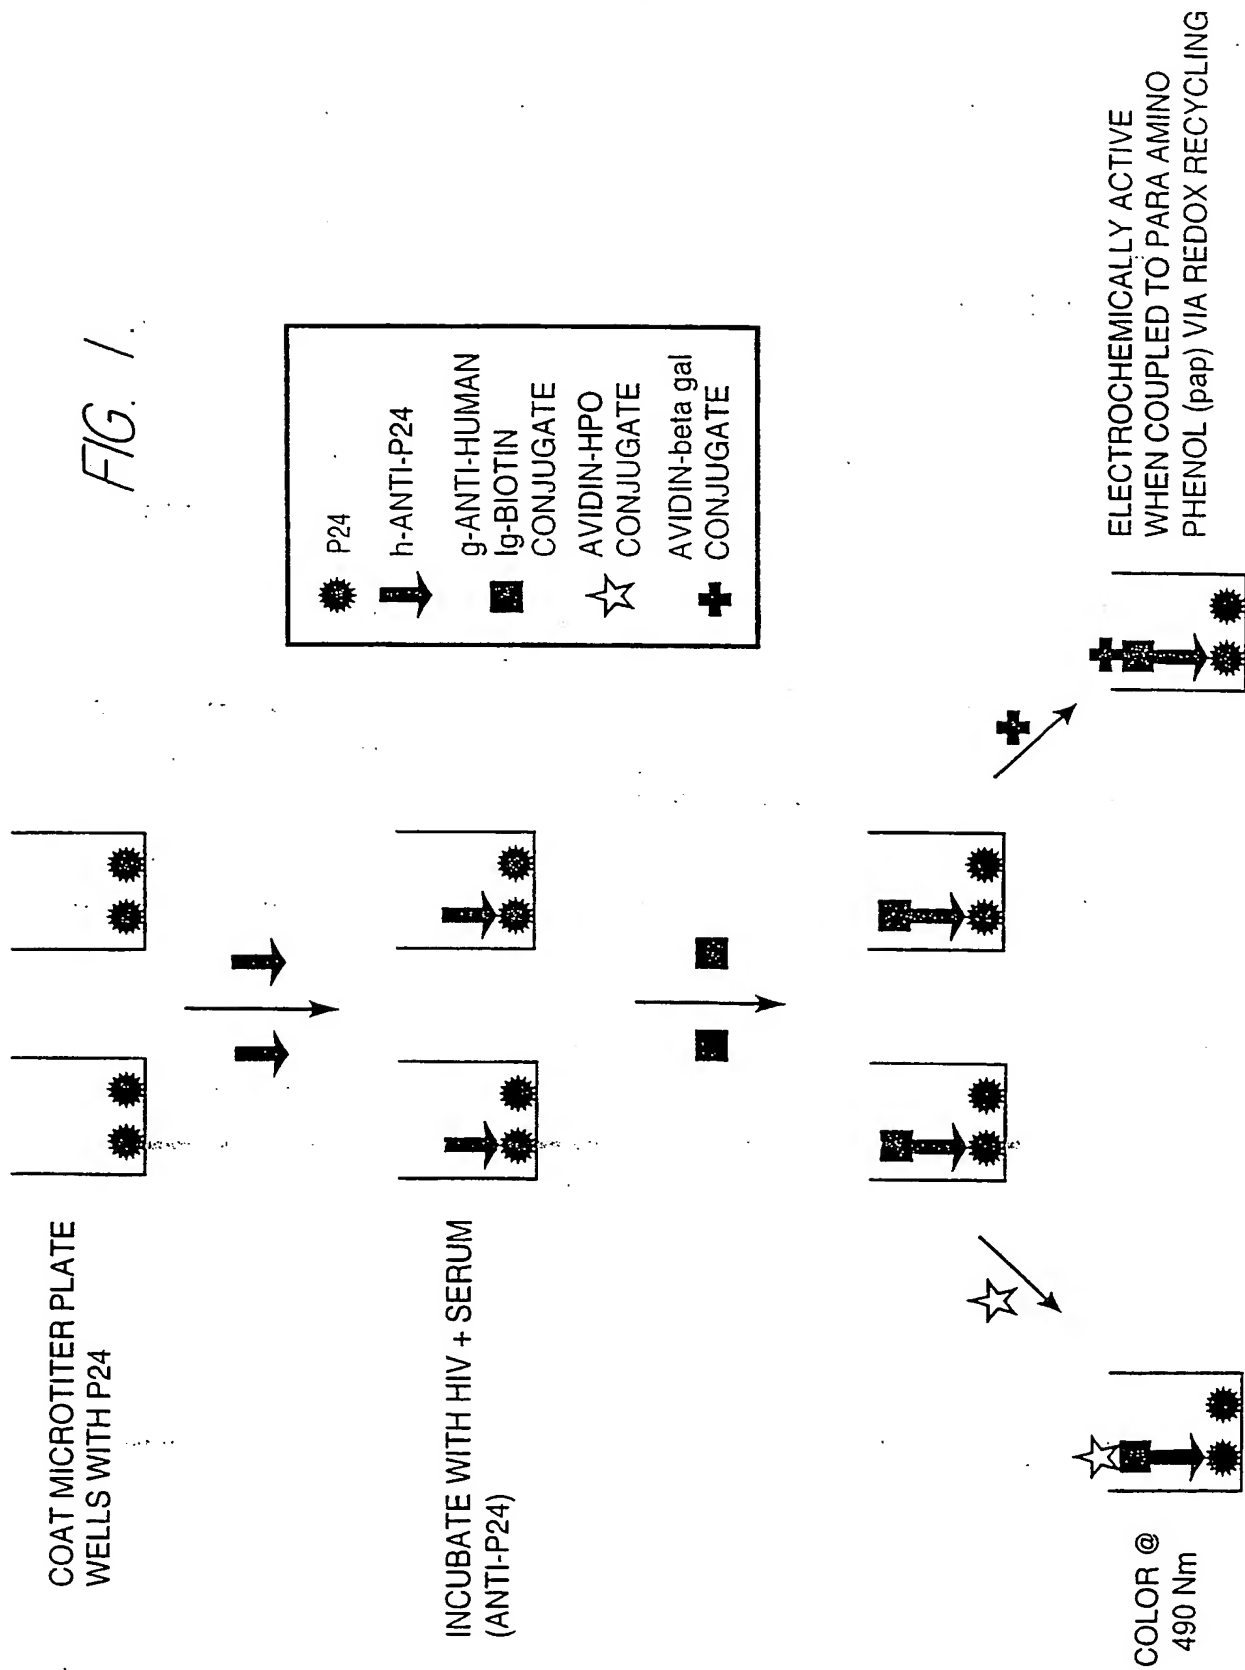 FIG. 1.
COAT MICROTITER PLATE
WELLS WITH P24
P24
h-ANTI-P24
g-ANTI-HUMAN
Ig-BIOTIN
CONJUGATE
AVIDIN-HPO
CONJUGATE
AVIDIN-beta gal
CONJUGATE
INCUBATE WITH HIV + SERUM
(ANTI-P24)
COLOR @
490 Nm
ELECTROCHEMICALLY ACTIVE
WHEN COUPLED TO PARA AMINO
PHENOL (pap) VIA REDOX RECYCLING